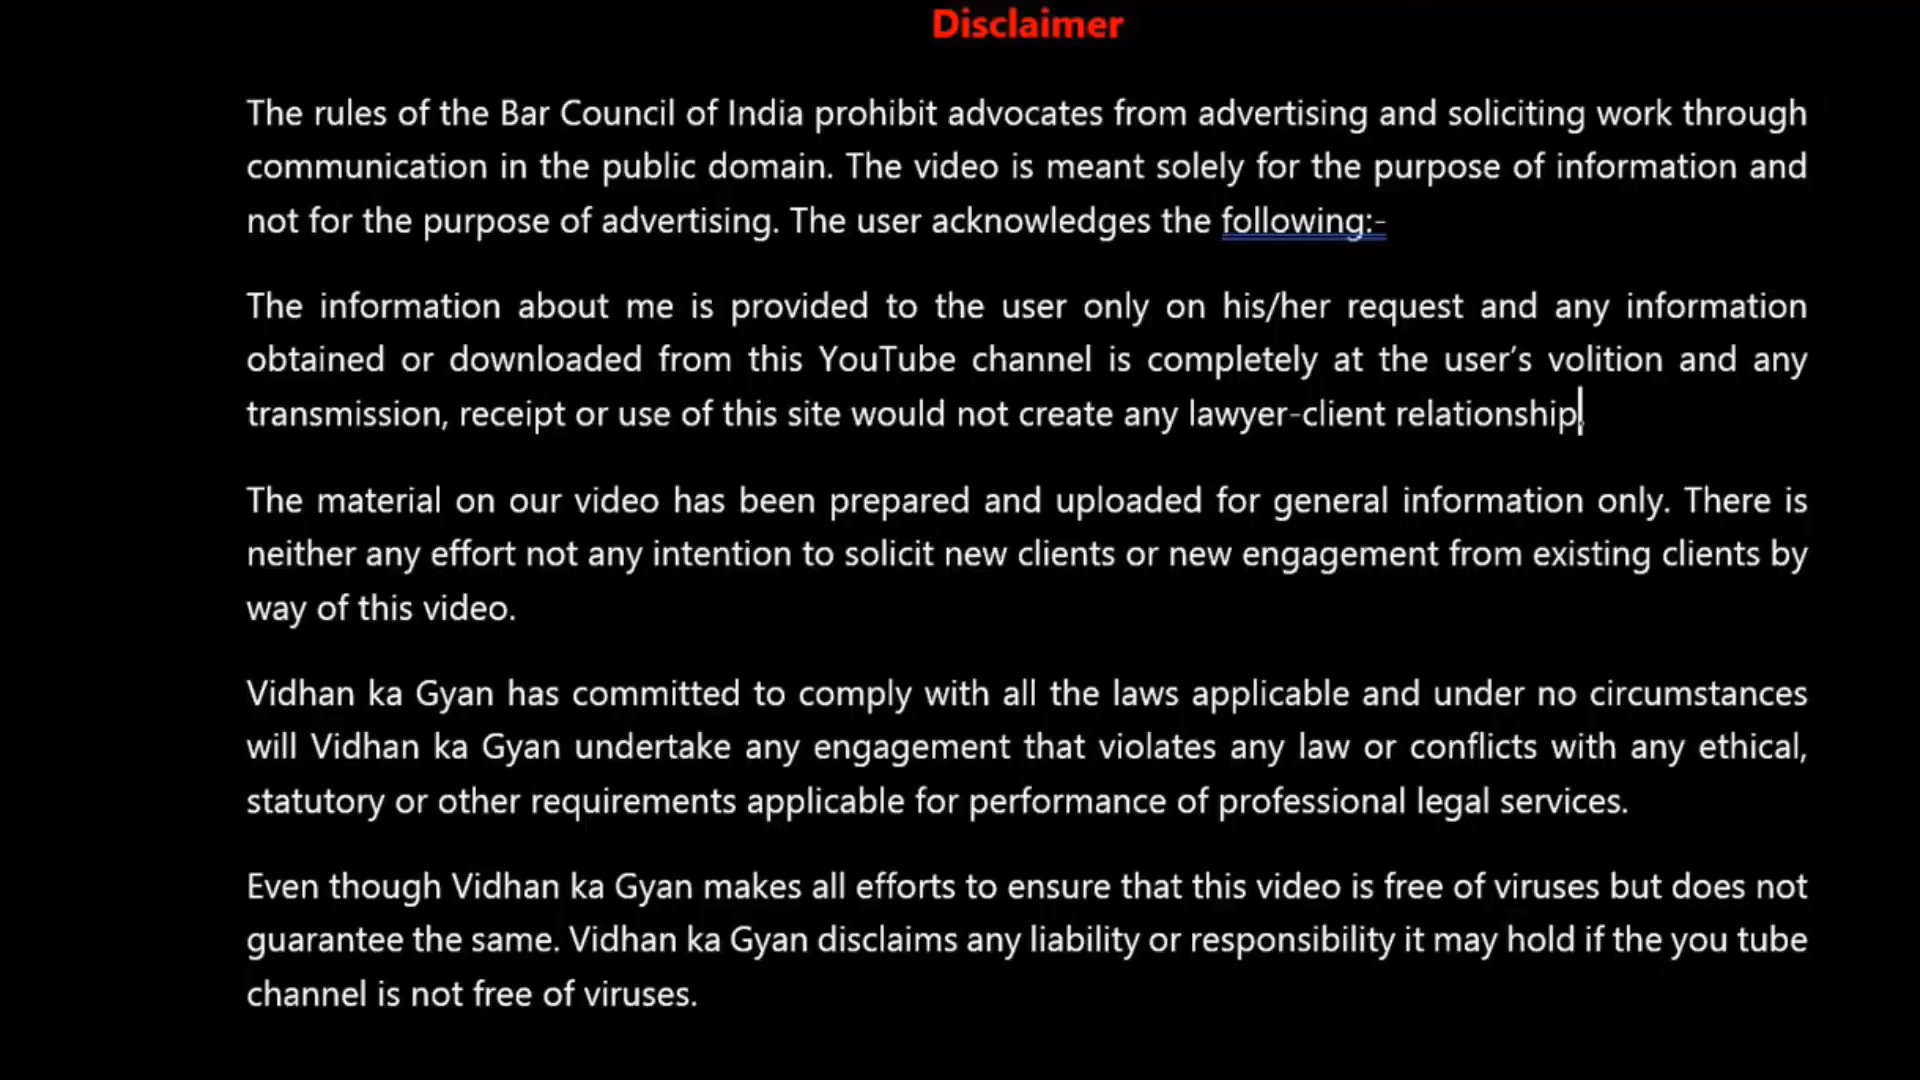 Disclaimer
The rules of the Bar Council of India prohibit advocates from advertising and soliciting work through
communication in the public domain. The video is meant solely for the purpose of information and
not for the purpose of advertising. The user acknowledges the following:-
The information about me is provided to the user only on his/her request and any information
obtained or downloaded from this YouTube channel is completely at the user’s volition and any
transmission, receipt or use of this site would not create any lawyer-client relationship.
The material on our video has been prepared and uploaded for general information only. There is
neither any effort not any intention to solicit new clients or new engagement from existing clients by
way of this video.
Vidhan ka Gyan has committed to comply with all the laws applicable and under no circumstances
will Vidhan ka Gyan undertake any engagement that violates any law or conflicts with any ethical,
statutory or other requirements applicable for performance of professional legal services.
Even though Vidhan ka Gyan makes all efforts to ensure that this video is free of viruses but does not
guarantee the same. Vidhan ka Gyan disclaims any liability or responsibility it may hold if the you tube
channel is not free of viruses.